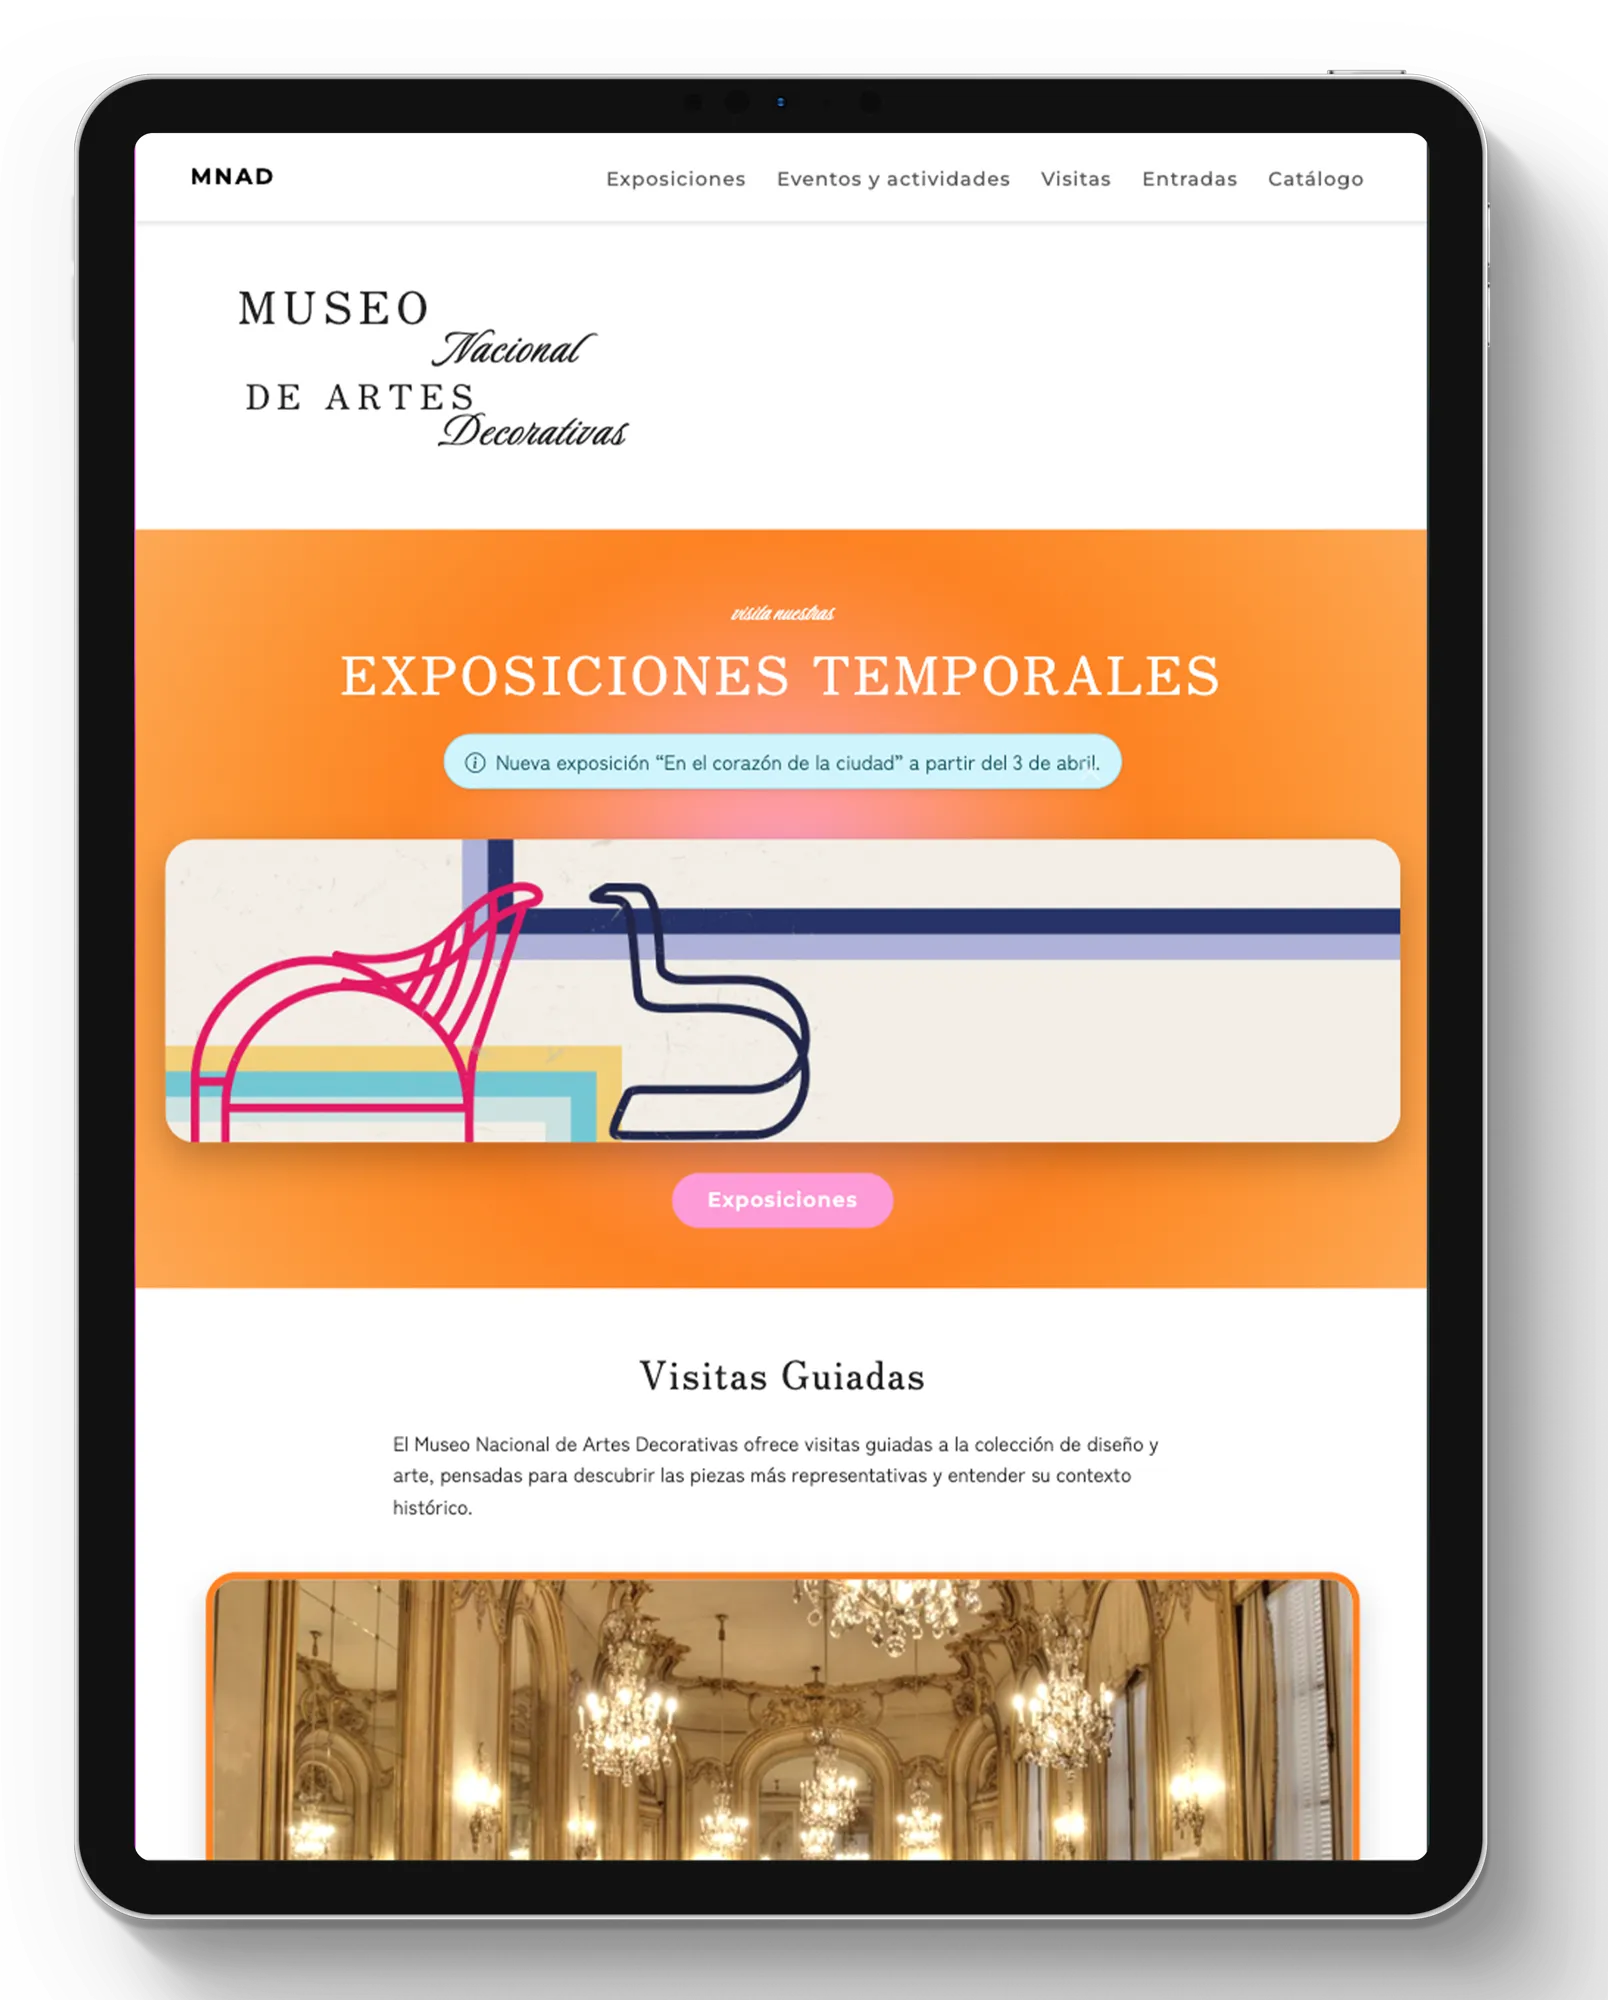 MNAD
Exposiciones Eventos y actividades Visitas Entradas Catálogo
MUSEO
Nacional
DE ARTES
Decorativas
visita nuestras
EXPOSICIONES TEMPORALES
Nueva exposición “En el corazón de la ciudad” a partir del 3 de abril.
Exposiciones
Visitas Guiadas
El Museo Nacional de Artes Decorativas ofrece visitas guiadas a la colección de diseño y
arte, pensadas para descubrir las piezas más representativas y entender su contexto
histórico.